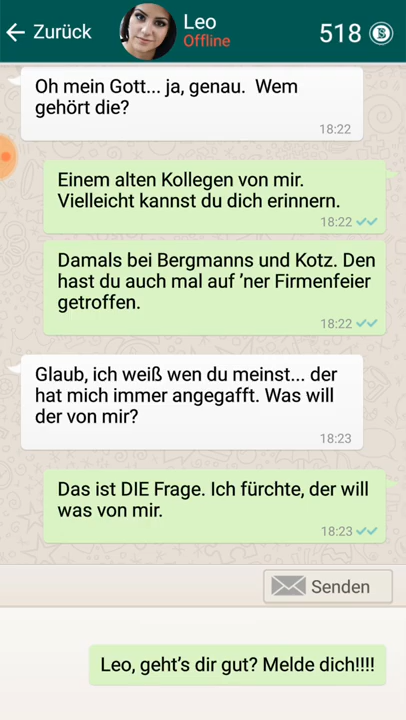 Zurück
Leo
Offline
518
Oh mein Gott... ja, genau. Wem
gehört die?
18:22
Einem alten Kollegen von mir.
Vielleicht kannst du dich erinnern.
18:22
Damals bei Bergmanns und Kotz. Den
hast du auch mal auf ’ner Firmenfeier
getroffen.
18:22
Glaub, ich weiß wen du meinst... der
hat mich immer angegafft. Was will
der von mir?
18:23
Das ist DIE Frage. Ich fürchte, der will
was von mir.
18:23
Senden
Leo, geht’s dir gut? Melde dich!!!!